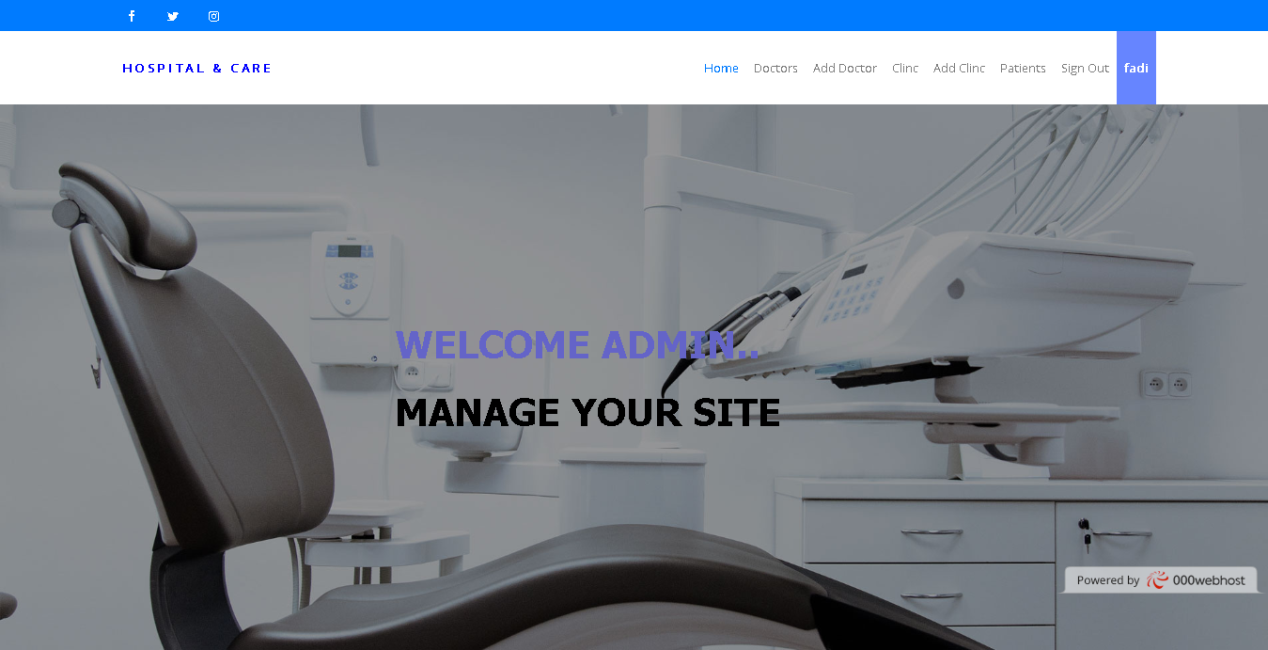 HOSPITAL & CARE
Home Doctors Add Doctor Clinc Add Clinc Patients Sign Out fadi
WELCOME ADMIN..
MANAGE YOUR SITE
Powered by 000webhost